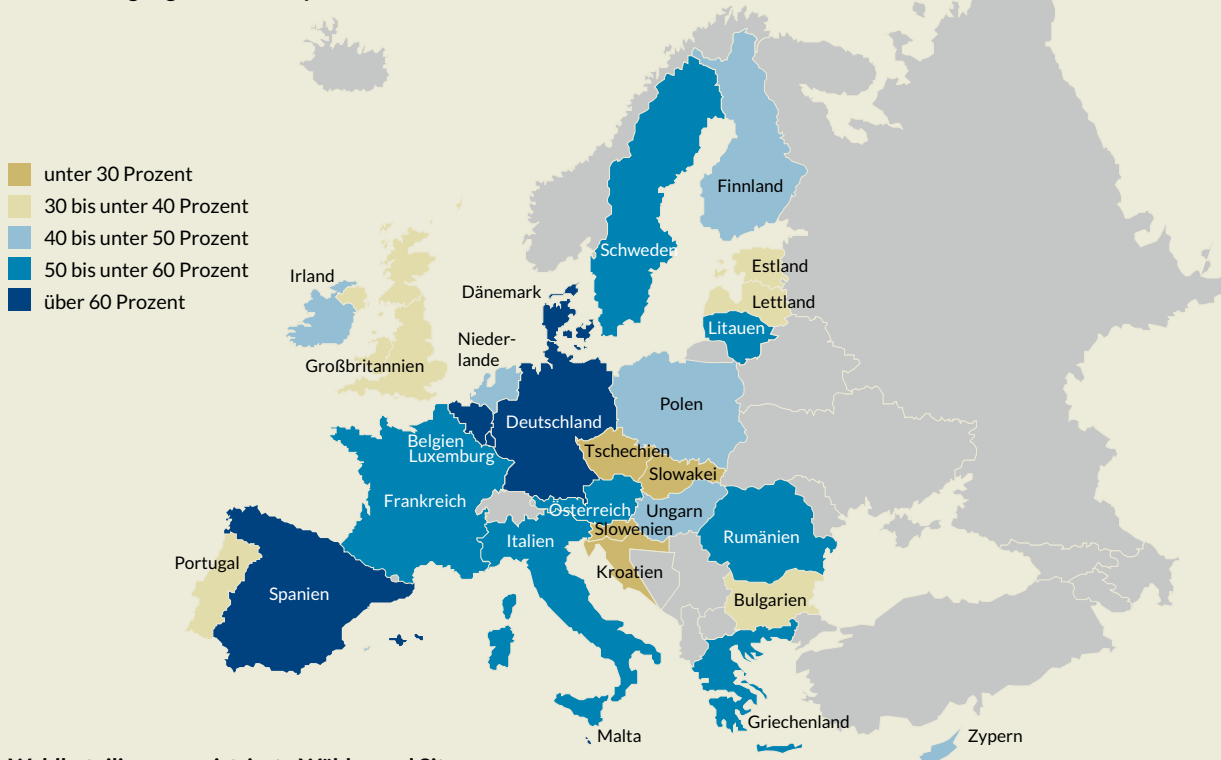 unter 30 Prozent
30 bis unter 40 Prozent
40 bis unter 50 Prozent
50 bis unter 60 Prozent
über 60 Prozent
Finnland
Schweden
Estland
Irland
Dänemark
Lettland
Litauen
Nieder-
lande
Großbritannien
Polen
Deutschland
Belgien
Luxemburg
Tschechien
Slowakei
Frankreich
Österreich
Ungarn
Slowenien
Italien
Rumänien
Portugal
Kroatien
Spanien
Bulgarien
Griechenland
Malta
Zypern